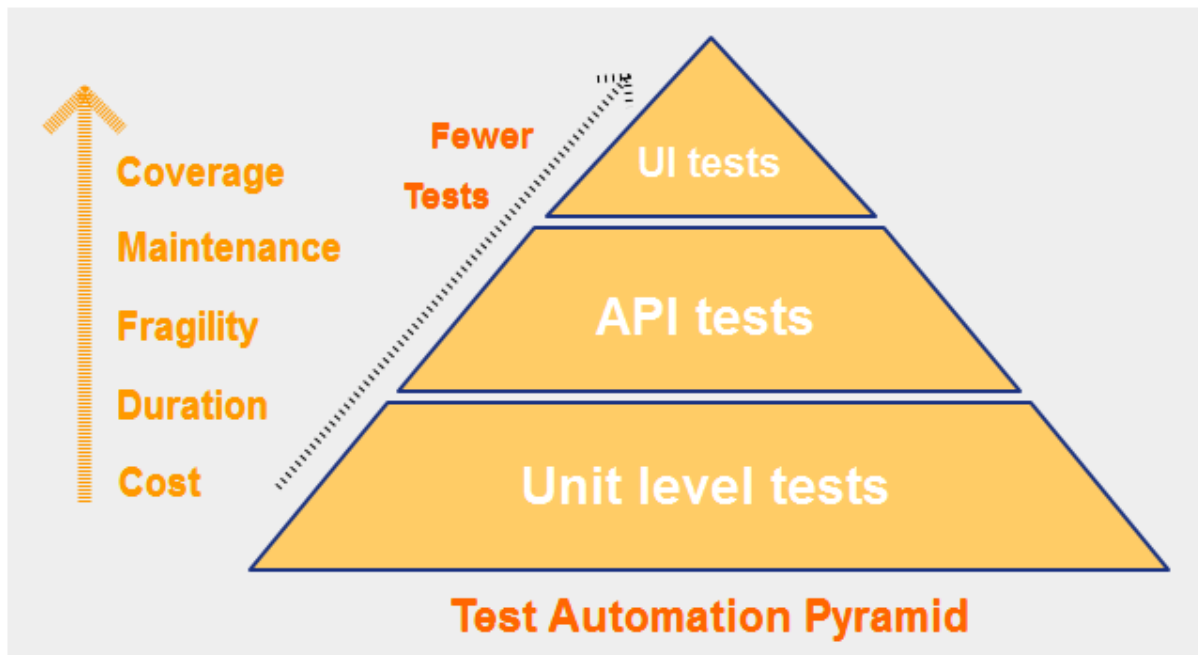 Coverage
Maintenance
Fragility
Duration
Cost
Fewer
Tests
UI tests
API tests
Unit level tests
Test Automation Pyramid